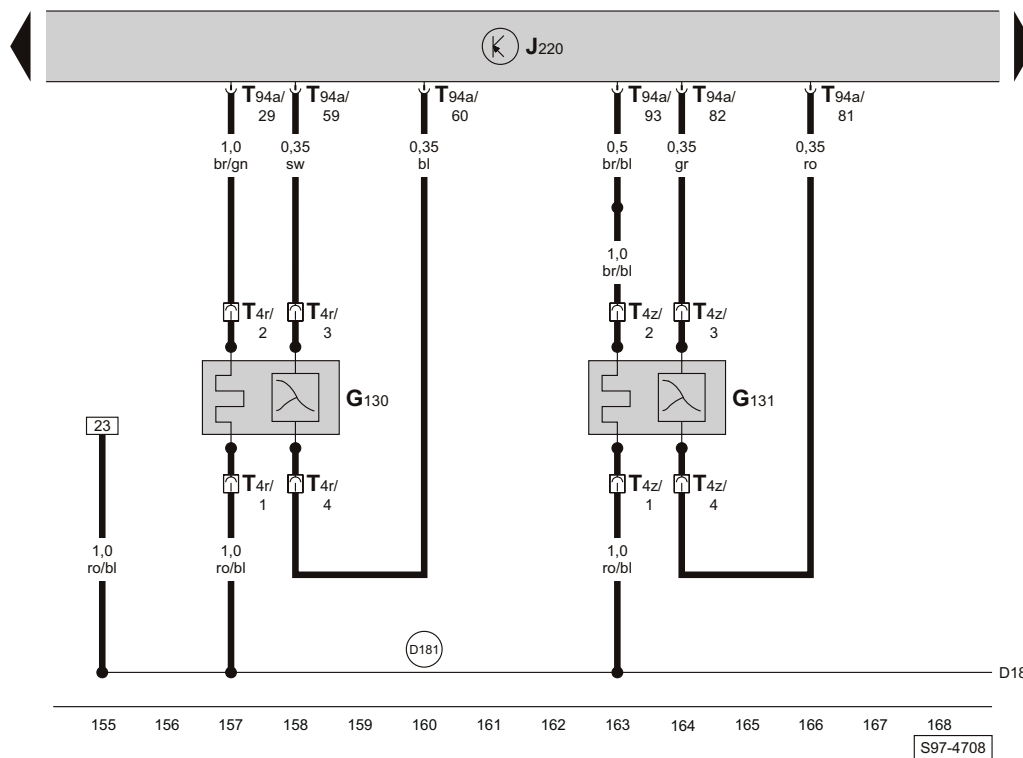 J220
T94a/ T94a/ T94a/ T94a/ T94a/ T94a/
29 59 60 93 82 81
1,0 0,35 0,35 0,5 0,35 0,35
br/gn sw bl br/bl gr ro
1,0
br/bl
T4r/ T4r/ T4z/ T4z/
2 3 2 3
G130 G131
23
T4r/ T4r/ T4z/ T4z/
1 4 1 4
1,0 1,0 1,0
ro/bl ro/bl ro/bl
D181
D18
155 156 157 158 159 160 161 162 163 164 165 166 167 168
S97-4708